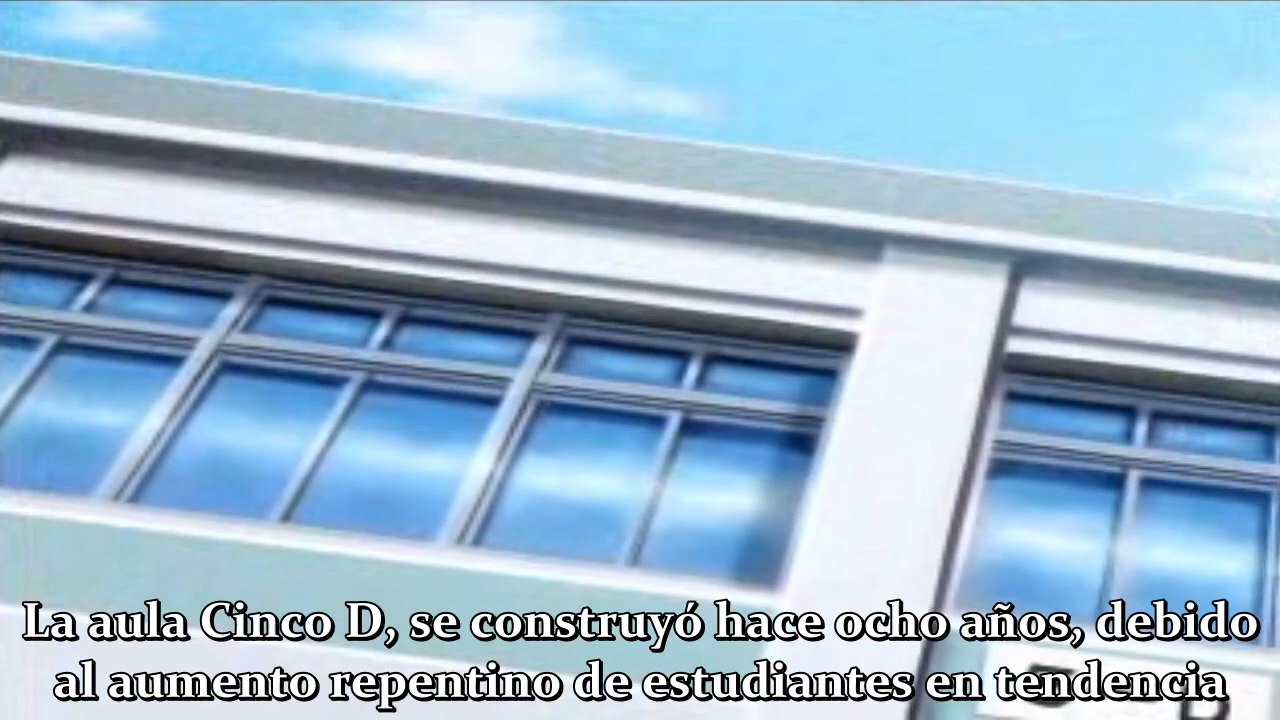 La aula Cinco D, se construyó hace ocho años, debido
al aumento repentino de estudiantes en tendencia